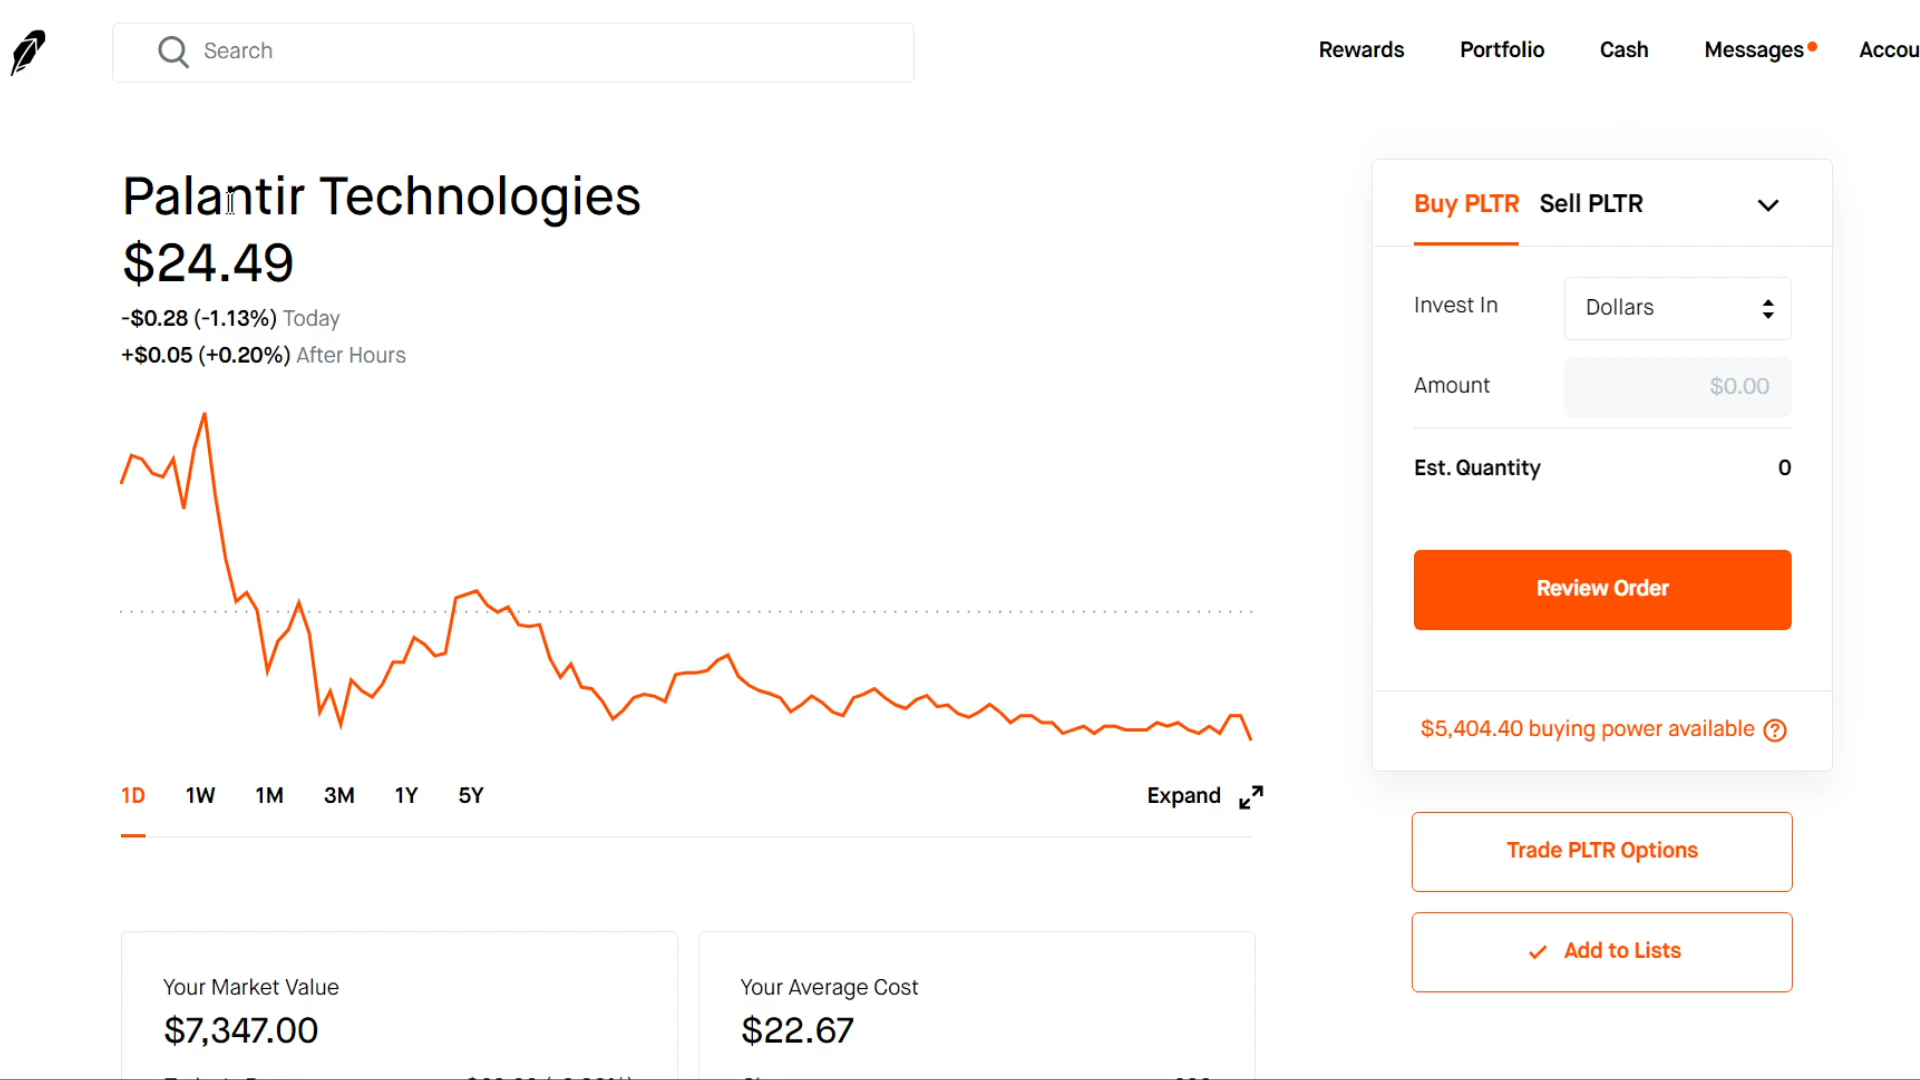 Search
Rewards Portfolio Cash Messages Accou
Palantir Technologies
$24.49
-$0.28 (-1.13%) Today
+$0.05 (+0.20%) After Hours
1D 1W 1M 3M 1Y 5Y
Expand
Your Market Value
$7,347.00
Your Average Cost
$22.67
Buy PLTR Sell PLTR
Invest In Dollars
Amount $0.00
Est. Quantity 0
Review Order
$5,404.40 buying power available ?
Trade PLTR Options
Add to Lists